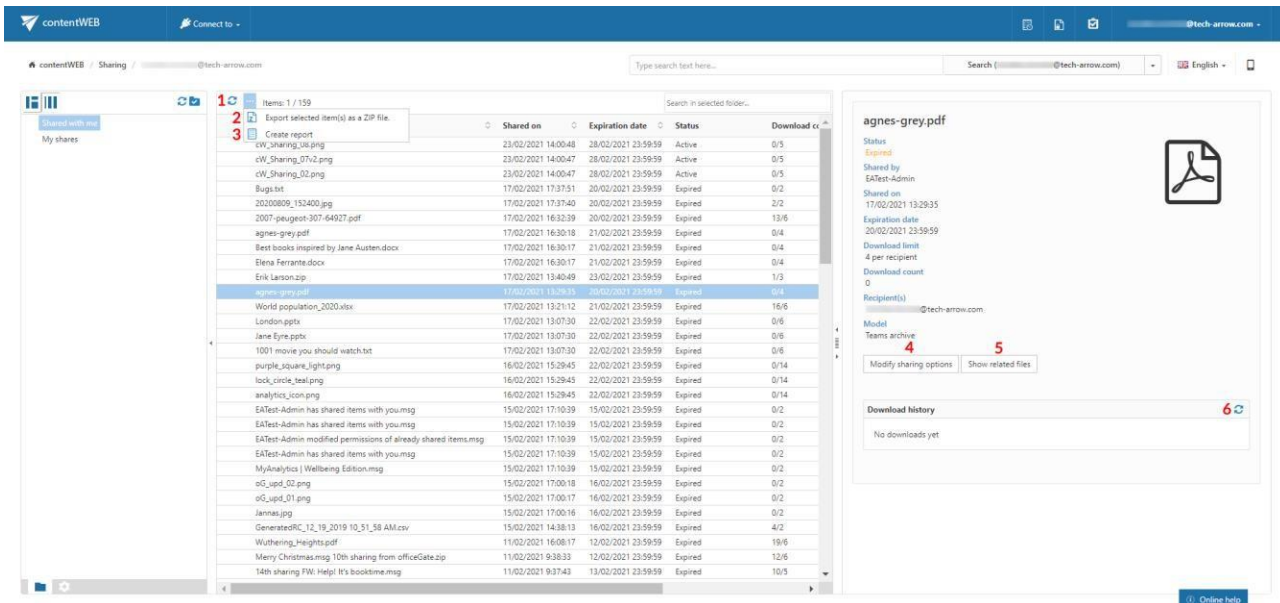 contentWEB Connect to @tech-arrow.com
contentWEB / Sharing / @tech-arrow.com Type search text here... Search ( @tech-arrow.com) English
1 Items: 1 / 159 Search in selected folder...
Shared with me
My shares
2 Export selected item(s) as a ZIP file.
3 Create report
Shared on Expiration date Status Download
cW_Sharing_08.png 23/02/2021 14:00:48 28/02/2021 23:59:59 Active 0/5
cW_Sharing_07v2.png 23/02/2021 14:00:47 28/02/2021 23:59:59 Active 0/5
cW_Sharing_02.png 23/02/2021 14:00:47 28/02/2021 23:59:59 Active 0/5
Bugs.txt 17/02/2021 17:37:51 20/02/2021 23:59:59 Expired 0/2
20200809_152400.jpg 17/02/2021 17:37:40 20/02/2021 23:59:59 Expired 2/2
2007-peugeot-307-64927.pdf 17/02/2021 16:32:39 20/02/2021 23:59:59 Expired 13/6
agnes-grey.pdf 17/02/2021 16:30:18 21/02/2021 23:59:59 Expired 0/4
Best books inspired by Jane Austen.docx 17/02/2021 16:30:17 21/02/2021 23:59:59 Expired 0/4
Elena Ferrante.docx 17/02/2021 16:30:17 21/02/2021 23:59:59 Expired 0/4
Erik Larson.zip 17/02/2021 13:40:49 23/02/2021 23:59:59 Expired 1/3
agnes-grey.pdf 17/02/2021 13:29:35 20/02/2021 23:59:59 Expired 0/4
World population_2020.xlsx 17/02/2021 13:21:12 21/02/2021 23:59:59 Expired 16/6
London.pptx 17/02/2021 13:07:30 22/02/2021 23:59:59 Expired 0/6
Jane Eyre.pptx 17/02/2021 13:07:30 22/02/2021 23:59:59 Expired 0/6
1001 movie you should watch.txt 17/02/2021 13:07:30 22/02/2021 23:59:59 Expired 0/6
purple_square_light.png 16/02/2021 15:29:45 22/02/2021 23:59:59 Expired 0/14
lock_circle_teal.png 16/02/2021 15:29:45 22/02/2021 23:59:59 Expired 0/14
analytics_icon.png 16/02/2021 15:29:45 22/02/2021 23:59:59 Expired 0/14
EATest-Admin has shared items with you.msg 15/02/2021 17:10:39 15/02/2021 23:59:59 Expired 0/2
EATest-Admin has shared items with you.msg 15/02/2021 17:10:39 15/02/2021 23:59:59 Expired 0/2
EATest-Admin modified permissions of already shared items.msg 15/02/2021 17:10:39 15/02/2021 23:59:59 Expired 0/2
EATest-Admin has shared items with you.msg 15/02/2021 17:10:39 15/02/2021 23:59:59 Expired 0/2
MyAnalytics | Wellbeing Edition.msg 15/02/2021 17:10:39 15/02/2021 23:59:59 Expired 0/2
oG_upd_02.png 15/02/2021 17:00:18 16/02/2021 23:59:59 Expired 0/2
oG_upd_01.png 15/02/2021 17:00:17 16/02/2021 23:59:59 Expired 0/2
Jannas.jpg 15/02/2021 17:00:16 16/02/2021 23:59:59 Expired 0/2
GeneratedRC_12_19_2019 10_51_58 AM.csv 15/02/2021 14:38:13 16/02/2021 23:59:59 Expired 4/2
Wuthering_Heights.pdf 11/02/2021 16:08:17 12/02/2021 23:59:59 Expired 19/6
Merry Christmas.msg 10th sharing from officeGate.zip 11/02/2021 9:38:33 12/02/2021 23:59:59 Expired 12/6
14th sharing FW: Help! It's booktime.msg 11/02/2021 9:37:43 13/02/2021 23:59:59 Expired 10/5
agnes-grey.pdf
Status
Expired
Shared by
EATest-Admin
Shared on
17/02/2021 13:29:35
Expiration date
20/02/2021 23:59:59
Download limit
4 per recipient
Download count
0
Recipient(s)
@tech-arrow.com
Model
Teams archive
4 5
Modify sharing options Show related files
Download history 6
No downloads yet
Online help